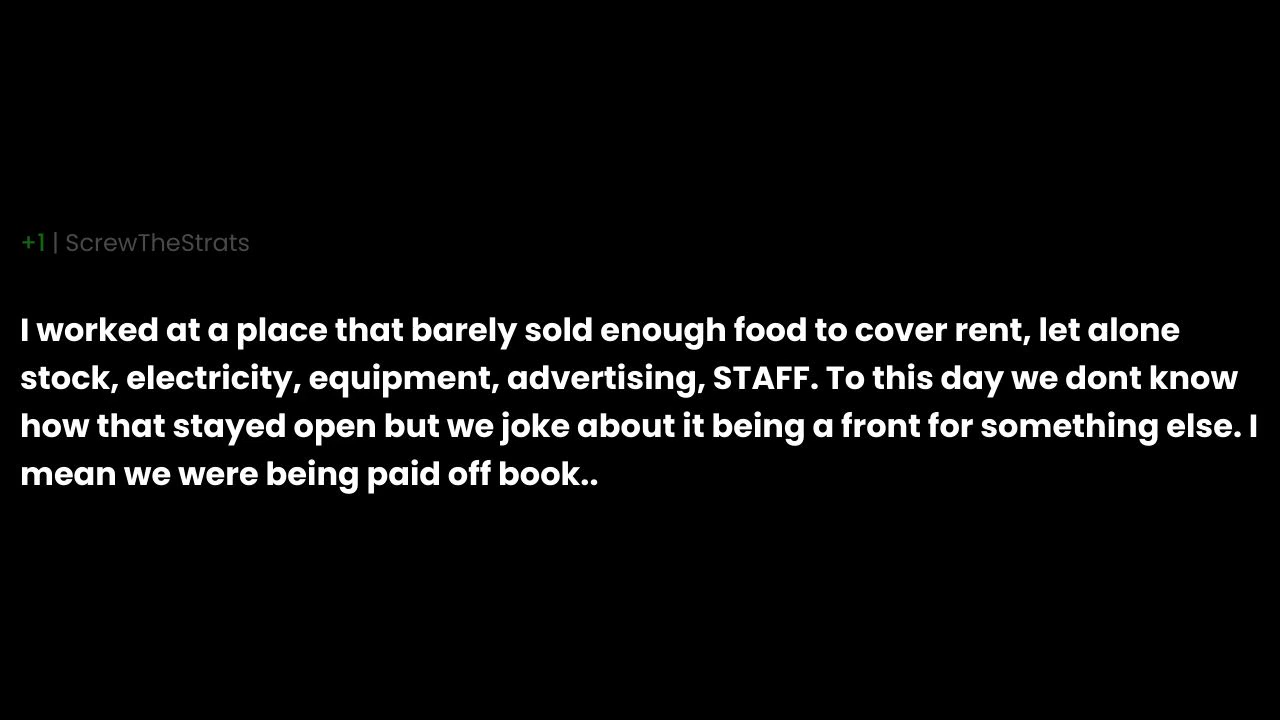 +1 | ScrewTheStrats
I worked at a place that barely sold enough food to cover rent, let alone
stock, electricity, equipment, advertising, STAFF. To this day we dont know
how that stayed open but we joke about it being a front for something else. I
mean we were being paid off book..